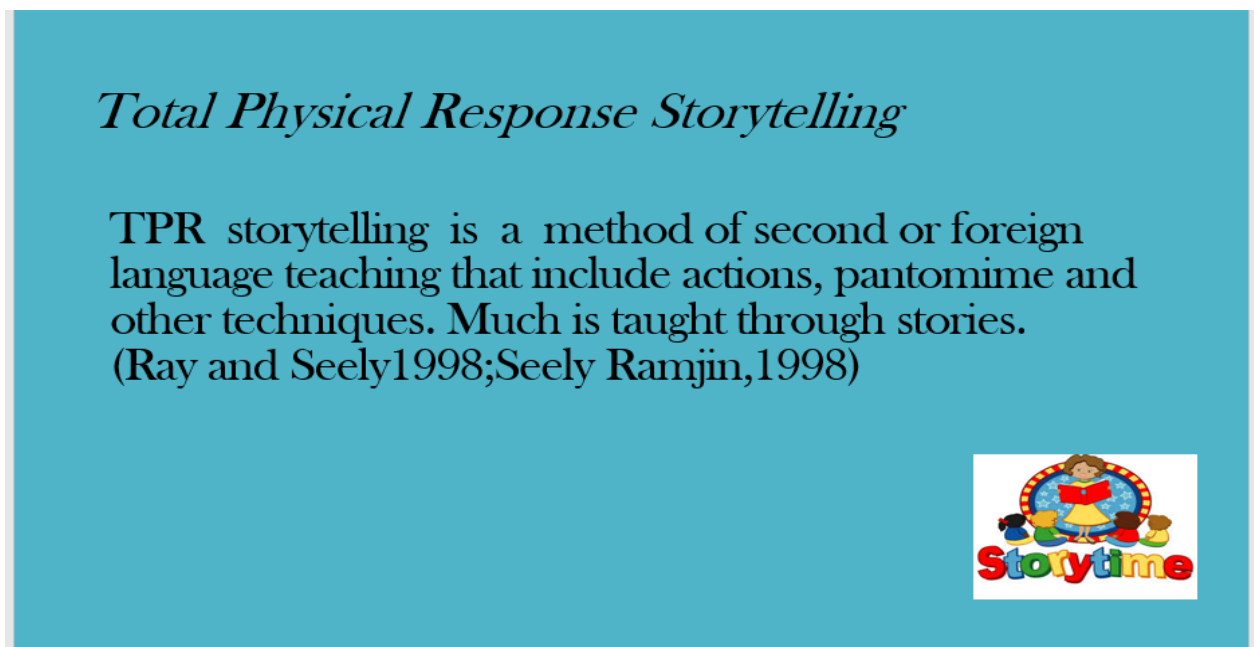 Total Physical Response Storytelling
TPR storytelling is a method of second or foreign
language teaching that include actions, pantomime and
other techniques. Much is taught through stories.
(Ray and Seely1998;Seely Ramjin,1998)
Storytime